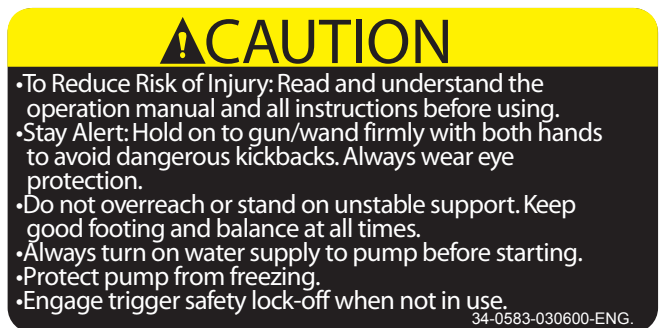 CAUTION
•To Reduce Risk of Injury: Read and understand the
operation manual and all instructions before using.
•Stay Alert: Hold on to gun/wand firmly with both hands
to avoid dangerous kickbacks. Always wear eye
protection.
•Do not overreach or stand on unstable support. Keep
good footing and balance at all times.
•Always turn on water supply to pump before starting.
•Protect pump from freezing.
•Engage trigger safety lock-off when not in use.
34-0583-030600-ENG.